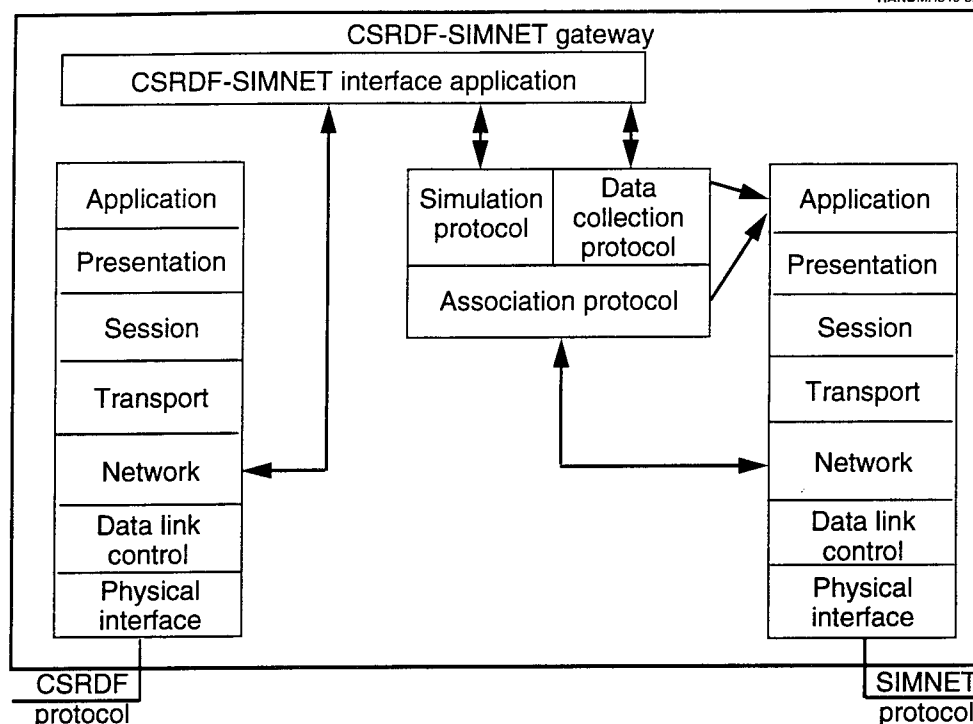 CSRDF-SIMNET gateway
CSRDF-SIMNET interface application
Application
Presentation
Session
Transport
Network
Data link
control
Physical
interface
Simulation
protocol
Data
collection
protocol
Association protocol
Application
Presentation
Session
Transport
Network
Data link
control
Physical
interface
CSRDF
protocol
SIMNET
protocol